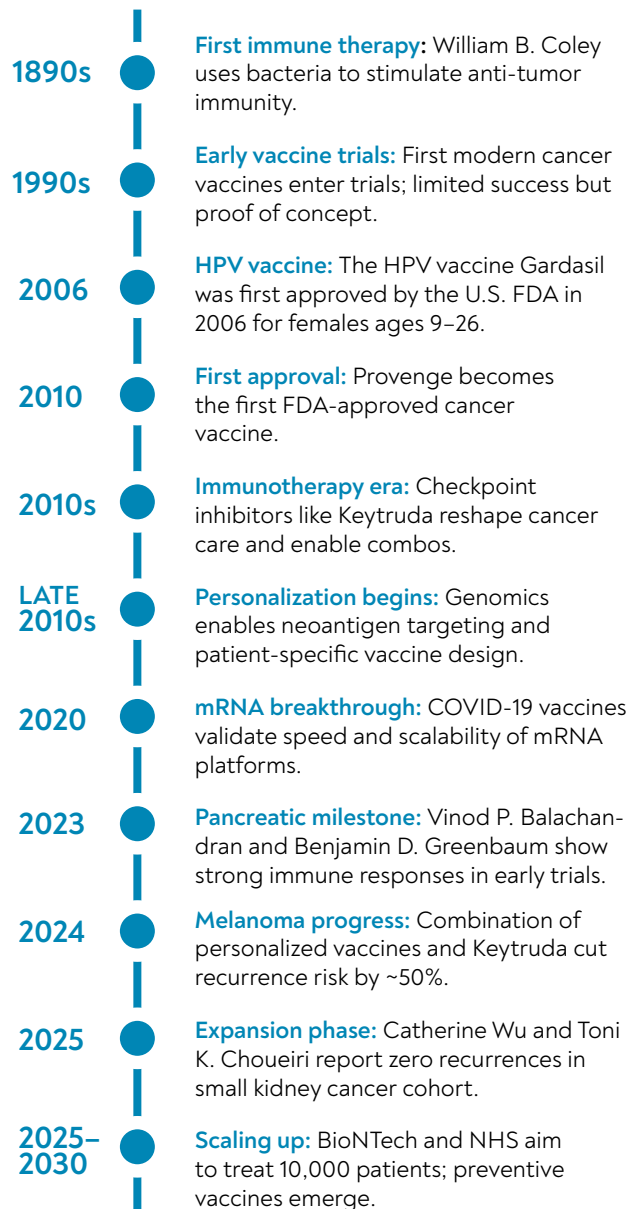 1890s
First immune therapy: William B. Coley
uses bacteria to stimulate anti-tumor
immunity.
1990s
Early vaccine trials: First modern cancer
vaccines enter trials; limited success but
proof of concept.
2006
HPV vaccine: The HPV vaccine Gardasil
was first approved by the U.S. FDA in
2006 for females ages 9–26.
2010
First approval: Provenge becomes
the first FDA-approved cancer
vaccine.
2010s
Immunotherapy era: Checkpoint
inhibitors like Keytruda reshape cancer
care and enable combos.
LATE
2010s
Personalization begins: Genomics
enables neoantigen targeting and
patient-specific vaccine design.
2020
mRNA breakthrough: COVID-19 vaccines
validate speed and scalability of mRNA
platforms.
2023
Pancreatic milestone: Vinod P. Balachan-
dran and Benjamin D. Greenbaum show
strong immune responses in early trials.
2024
Melanoma progress: Combination of
personalized vaccines and Keytruda cut
recurrence risk by ~50%.
2025
Expansion phase: Catherine Wu and Toni
K. Choueiri report zero recurrences in
small kidney cancer cohort.
2025–
2030
Scaling up: BioNTech and NHS aim
to treat 10,000 patients; preventive
vaccines emerge.